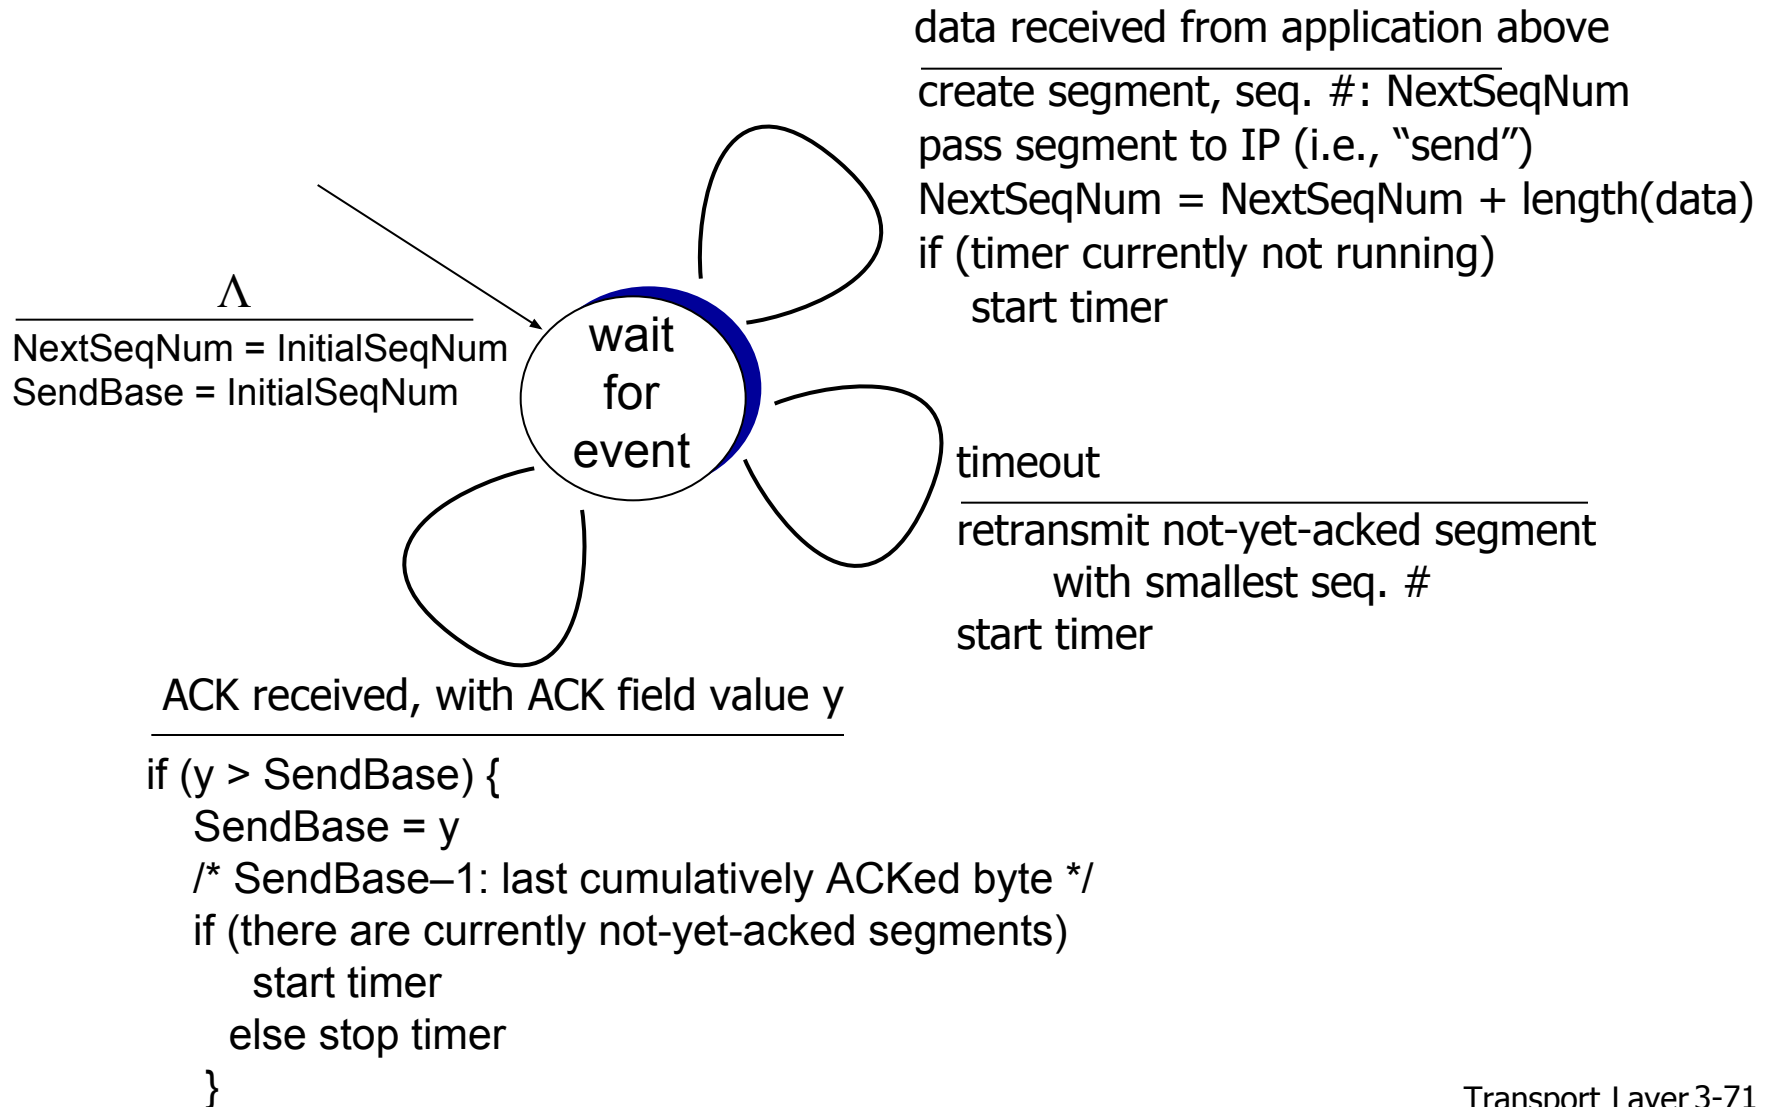 data received from application above
create segment, seq. #: NextSeqNum
pass segment to IP (i.e., “send”)
NextSeqNum = NextSeqNum + length(data)
if (timer currently not running)
start timer
Λ
NextSeqNum = InitialSeqNum
SendBase = InitialSeqNum
wait
for
event
timeout
retransmit not-yet-acked segment
with smallest seq. #
start timer
ACK received, with ACK field value y
if (y > SendBase) {
SendBase = y
/* SendBase–1: last cumulatively ACKed byte */
if (there are currently not-yet-acked segments)
start timer
else stop timer
}
Transport Layer 3-71